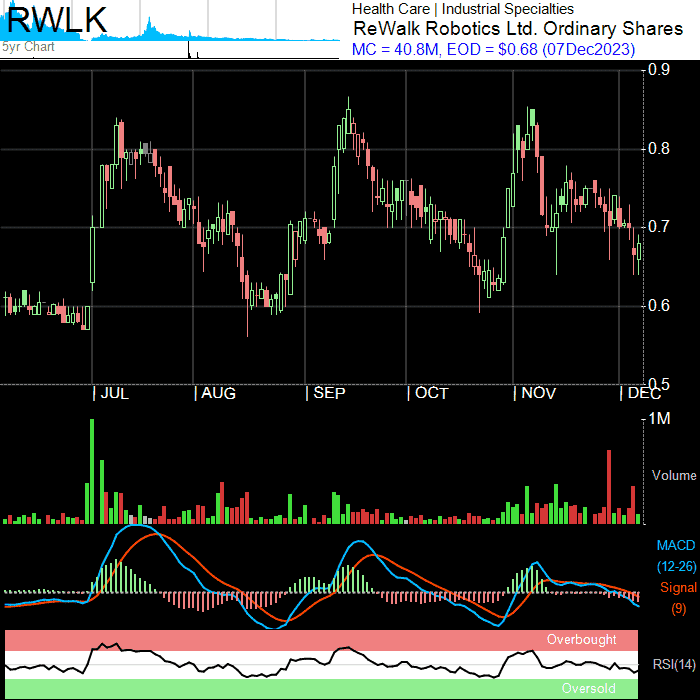 RWLK
5yr Chart
Health Care | Industrial Specialties
ReWalk Robotics Ltd. Ordinary Shares
MC = 40.8M, EOD = $0.68 (07Dec2023)
0.9
0.8
0.7
0.6
0.5
| JUL | AUG | SEP | OCT | NOV | DEC
1M
Volume
MACD
(12-26)
Signal
(9)
Overbought
RSI(14)
Oversold